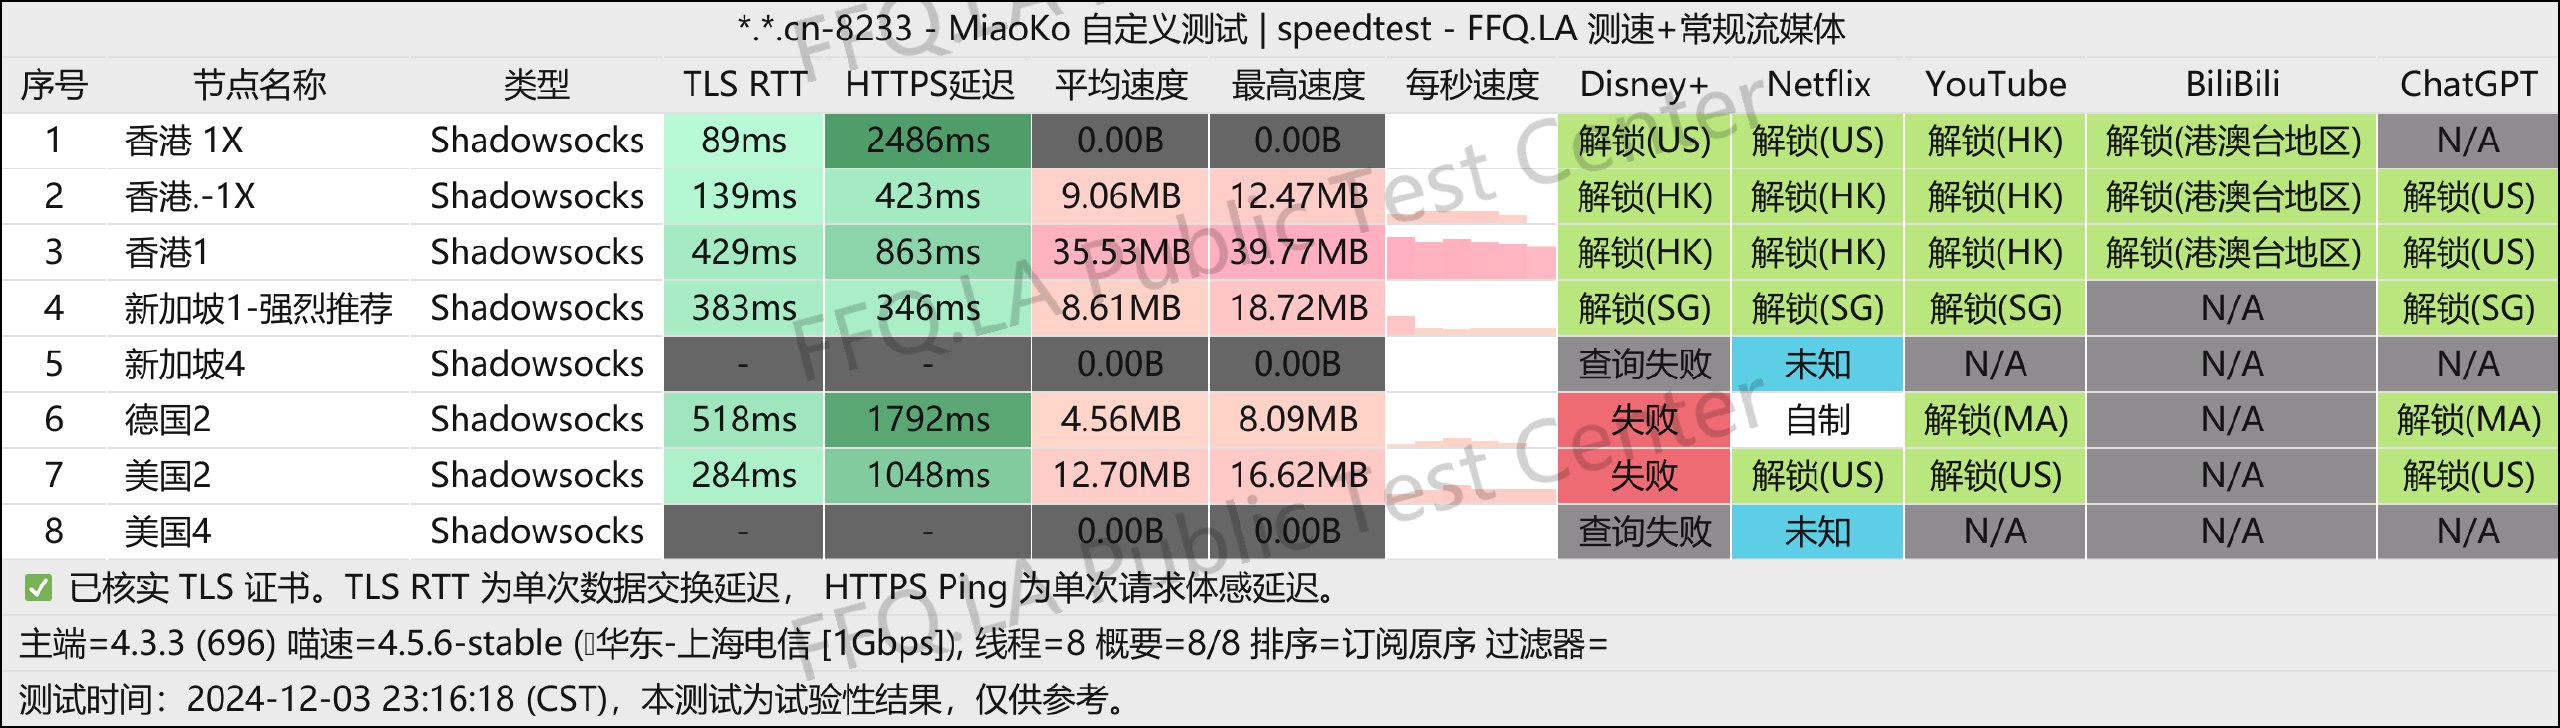 *.*.cn-8233 - MiaoKo 自定义测试 | speedtest - FFQ.LA 测速+常规流媒体
序号 节点名称 类型 TLS RTT HTTPS延迟 平均速度 最高速度 每秒速度 Disney+ Netflix YouTube BiliBili ChatGPT
1 香港 1X Shadowsocks 89ms 2486ms 0.00B 0.00B 解锁(US) 解锁(US) 解锁(HK) 解锁(港澳台地区) N/A
2 香港.-1X Shadowsocks 139ms 423ms 9.06MB 12.47MB 解锁(HK) 解锁(HK) 解锁(HK) 解锁(港澳台地区) 解锁(US)
3 香港1 Shadowsocks 429ms 863ms 35.53MB 39.77MB 解锁(HK) 解锁(HK) 解锁(HK) 解锁(港澳台地区) 解锁(US)
4 新加坡1-强烈推荐 Shadowsocks 383ms 346ms 8.61MB 18.72MB 解锁(SG) 解锁(SG) 解锁(SG) N/A 解锁(SG)
5 新加坡4 Shadowsocks - - 0.00B 0.00B 查询失败 未知 N/A N/A N/A
6 德国2 Shadowsocks 518ms 1792ms 4.56MB 8.09MB 失败 自制 解锁(MA) N/A 解锁(MA)
7 美国2 Shadowsocks 284ms 1048ms 12.70MB 16.62MB 失败 解锁(US) 解锁(US) N/A 解锁(US)
8 美国4 Shadowsocks - - 0.00B 0.00B 查询失败 未知 N/A N/A N/A
✅ 已核实 TLS 证书。TLS RTT 为单次数据交换延迟， HTTPS Ping 为单次请求体感延迟。
主端=4.3.3 (696) 喵速=4.5.6-stable (华东-上海电信 [1Gbps]), 线程=8 概要=8/8 排序=订阅原序 过滤器=
测试时间：2024-12-03 23:16:18 (CST)，本测试为试验性结果，仅供参考。
FFQ.LA Public Test Center
FFQ.LA Public Test Center